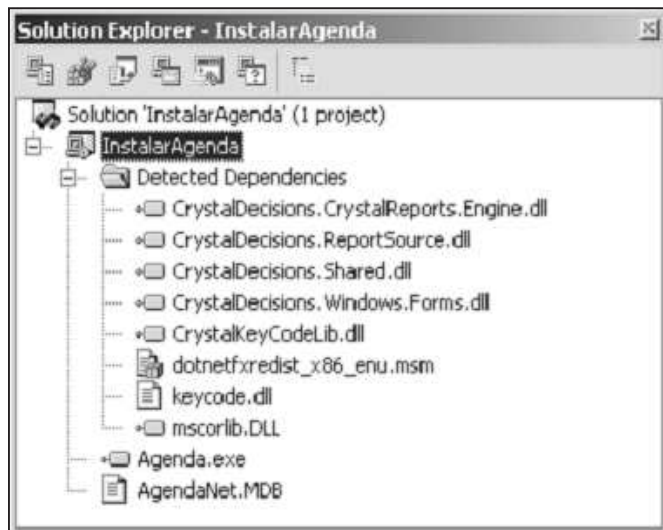 Solution Explorer - InstalarAgenda
Solution 'InstalarAgenda' (1 project)
InstalarAgenda
Detected Dependencies
CrystalDecisions.CrystalReports.Engine.dll
CrystalDecisions.ReportSource.dll
CrystalDecisions.Shared.dll
CrystalDecisions.Windows.Forms.dll
CrystalKeyCodeLib.dll
dotnetfxredist_x86_enu.msm
keycode.dll
mscorlib.DLL
Agenda.exe
AgendaNet.MDB